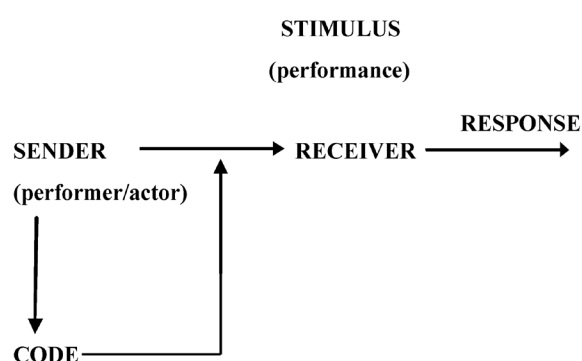 STIMULUS
(performance)
RESPONSE
SENDER
RECEIVER
(performer/actor)
CODE